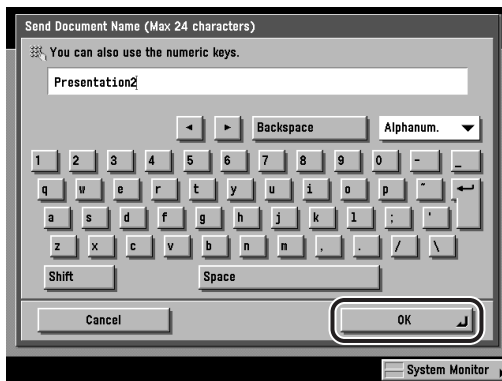 Send Document Name (Max 24 characters)
You can also use the numeric keys.
Presentation2
◄ ► Backspace Alphanum. ▼
1 2 3 4 5 6 7 8 9 0 - _
q w e r t y u i o p ~
a s d f g h j k l ; '
z x c v b n m , . / \
Shift Space
Cancel OK
System Monitor